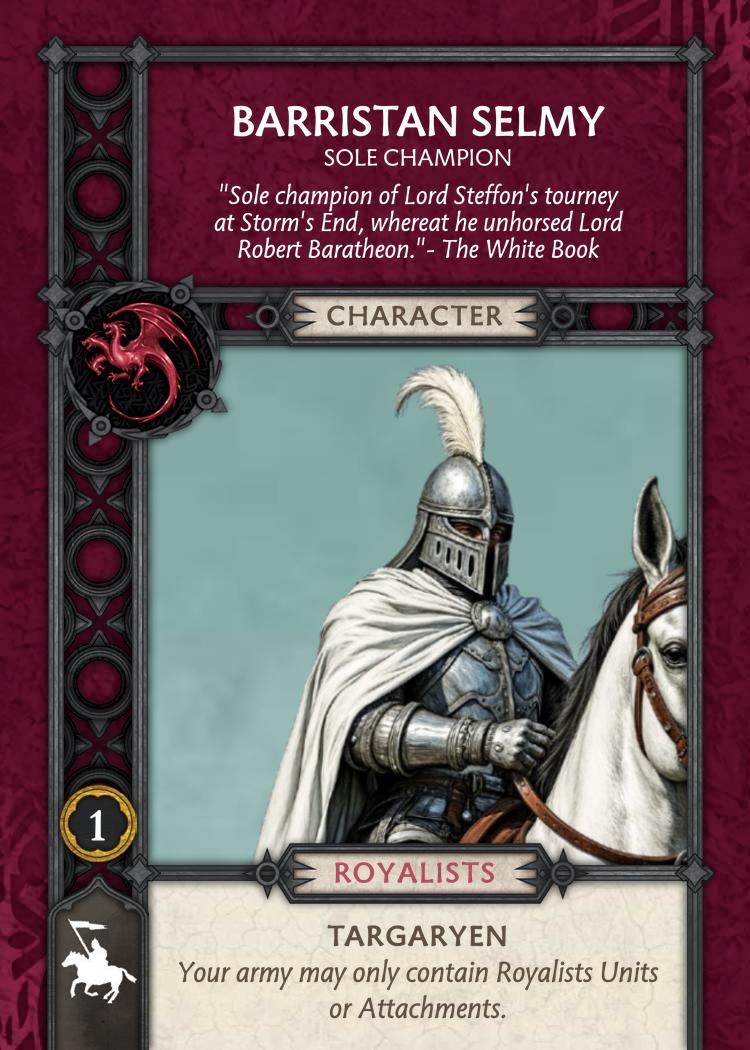 BARRISTAN SELMY
SOLE CHAMPION
"Sole champion of Lord Steffon's tourney
at Storm's End, whereat he unhorsed Lord
Robert Baratheon."- The White Book
CHARACTER
1
ROYALISTS
TARGARYEN
Your army may only contain Royalists Units
or Attachments.